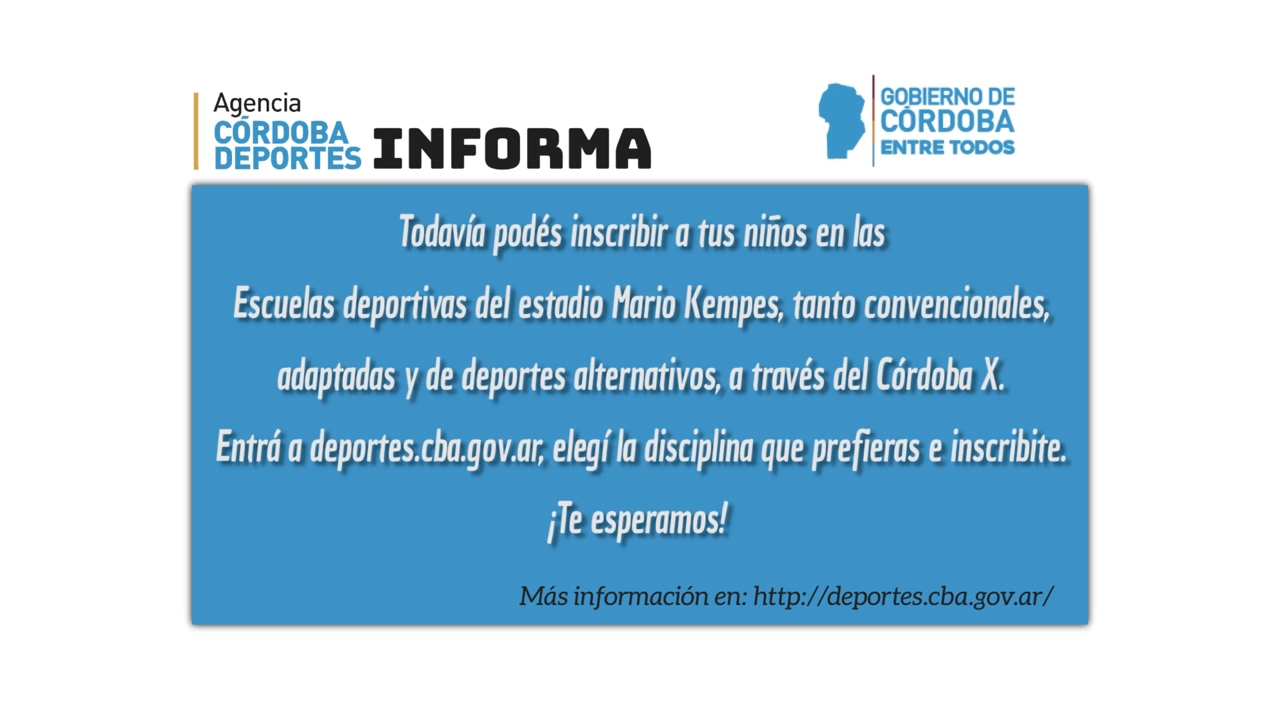 Agencia
CÓRDOBA
DEPORTES INFORMA
GOBIERNO DE
CÓRDOBA
ENTRE TODOS
Todavía podés inscribir a tus niños en las
Escuelas deportivas del estadio Mario Kempes, tanto convencionales,
adaptadas y de deportes alternativos, a través del Córdoba X.
Entrá a deportes.cba.gov.ar, elegí la disciplina que prefieras e inscribite.
¡Te esperamos!
Más información en: http://deportes.cba.gov.ar/